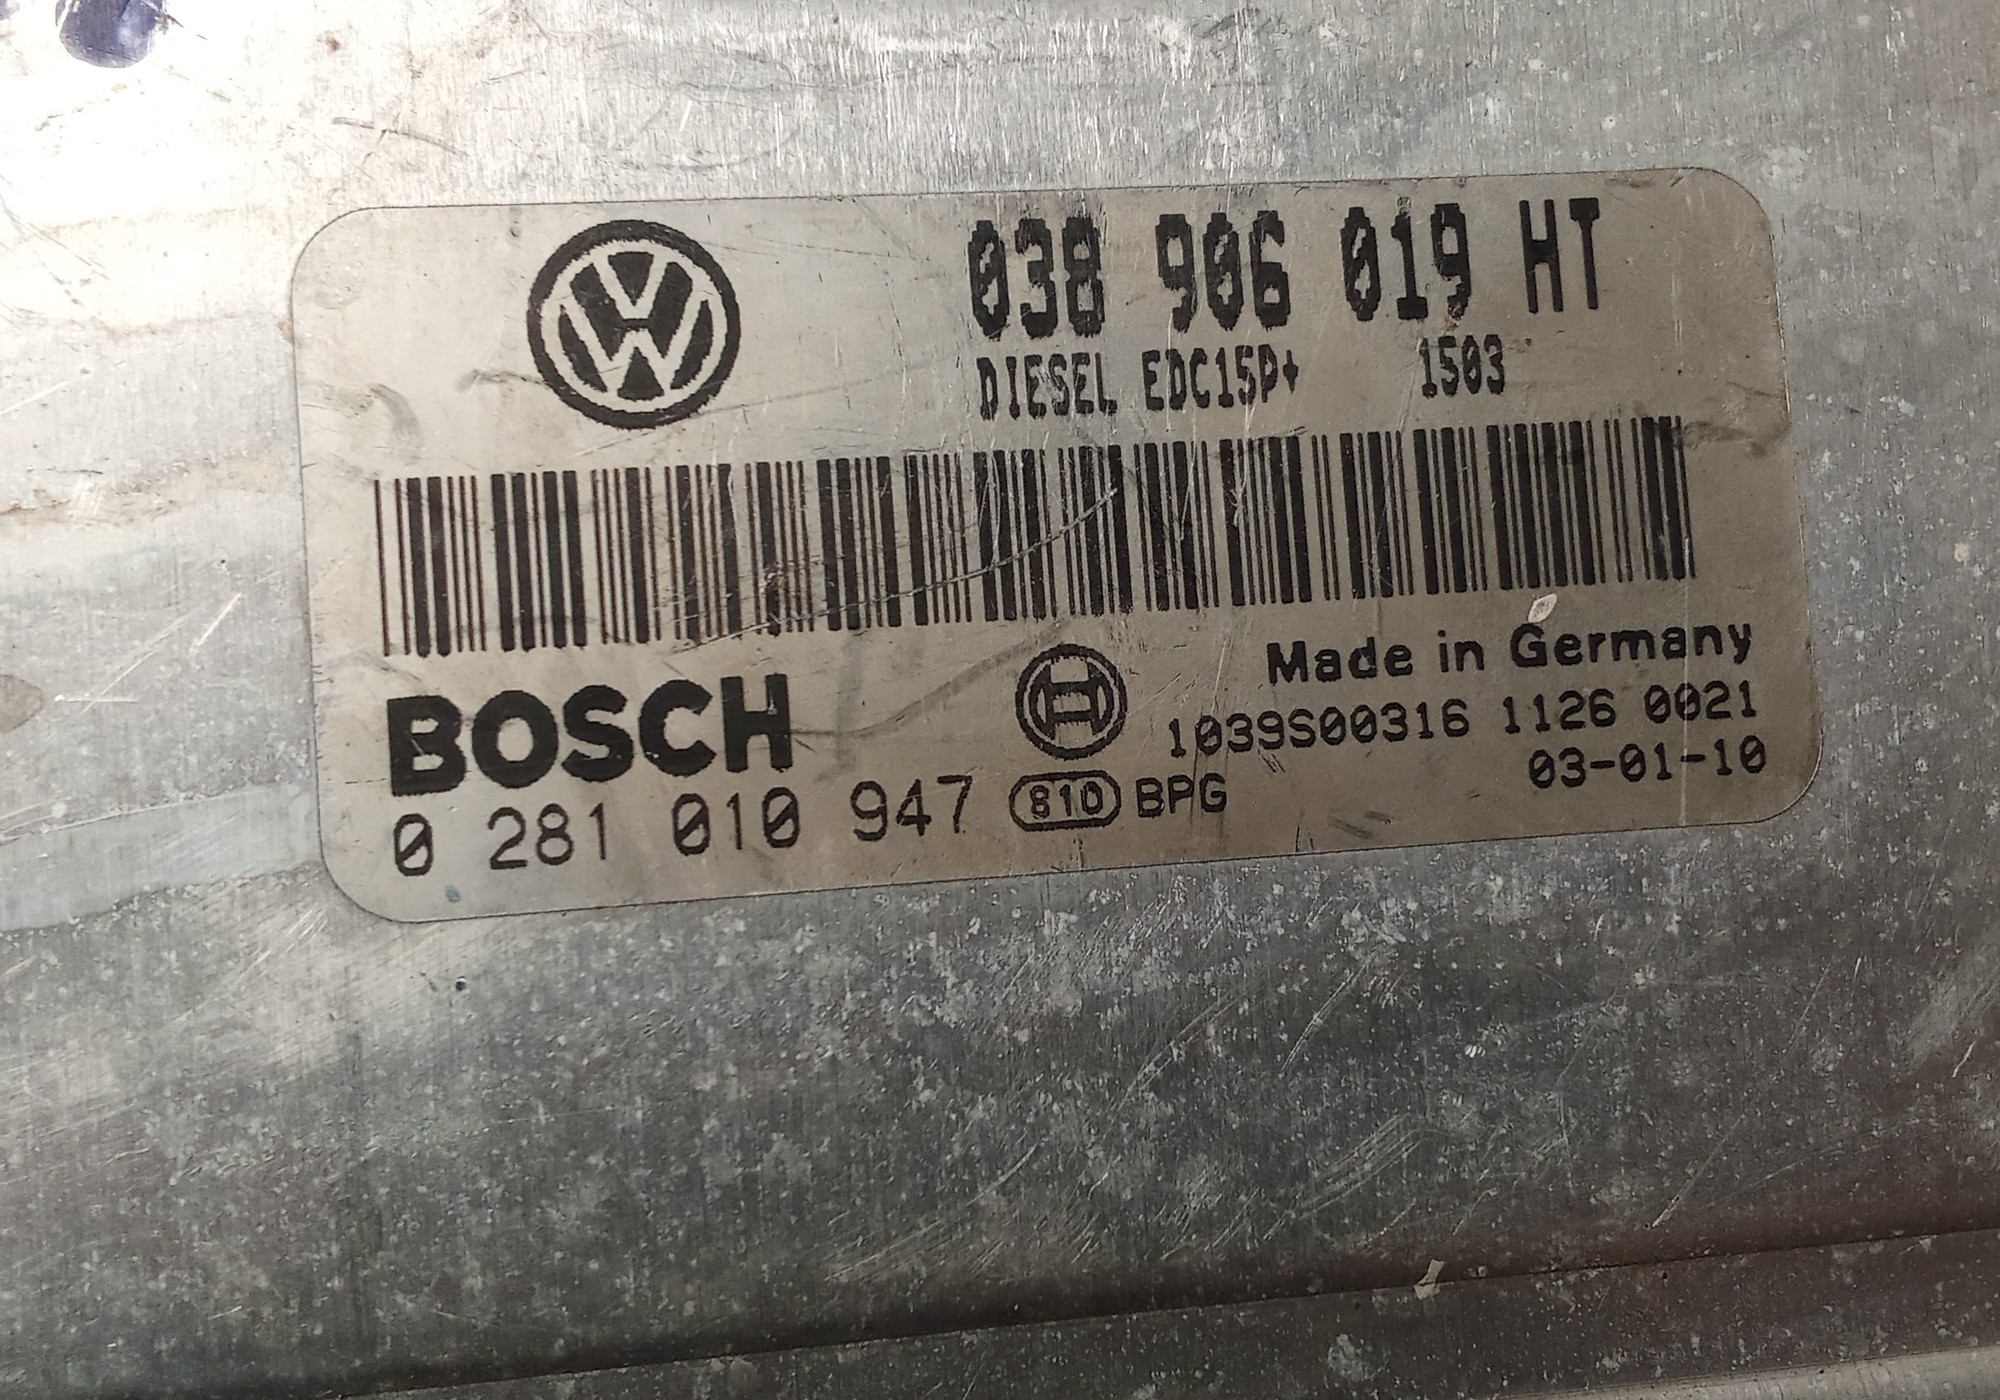 038 906 019 HT
DIESEL EDC15P+ 1503
Made in Germany
BOSCH
1039S00316 1126 0021
03-01-10
0 281 010 947 810 BPG